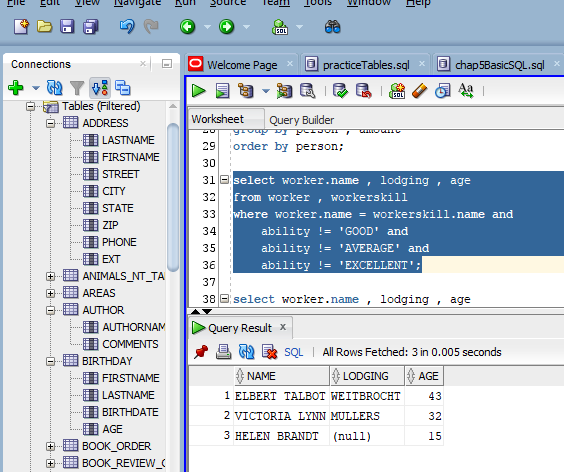 File Edit View Navigate Run Source Team Tools Window Help
Connections
Welcome Page practiceTables.sql chap5BasicSQL.sql
SQL Aa
Worksheet Query Builder
Tables (Filtered)
ADDRESS
LASTNAME
FIRSTNAME
STREET
CITY
STATE
ZIP
PHONE
EXT
ANIMALS_NT_TA
AREAS
AUTHOR
AUTHORNAM
COMMENTS
BIRTHDAY
FIRSTNAME
LASTNAME
BIRTHDATE
AGE
BOOK_ORDER
BOOK_REVIEW_C
28 group by person , amount
29 order by person;
30
31 select worker.name , lodging , age
32 from worker , workerskill
33 where worker.name = workerskill.name and
34 ability != 'GOOD' and
35 ability != 'AVERAGE' and
36 ability != 'EXCELLENT';
37
38 select worker.name , lodging , age
Query Result x
SQL | All Rows Fetched: 3 in 0.005 seconds
NAME LODGING AGE
1 ELBERT TALBOT WEITBROCHT 43
2 VICTORIA LYNN MULLERS 32
3 HELEN BRANDT (null) 15